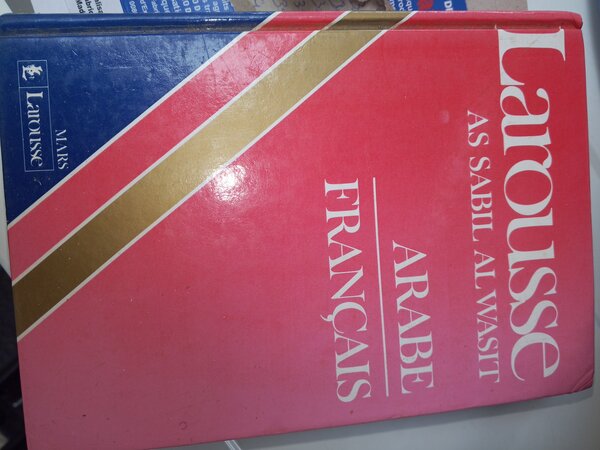 Larousse
AS SABIL AL WASIT
ARABE
FRANÇAIS
MARS
Larousse